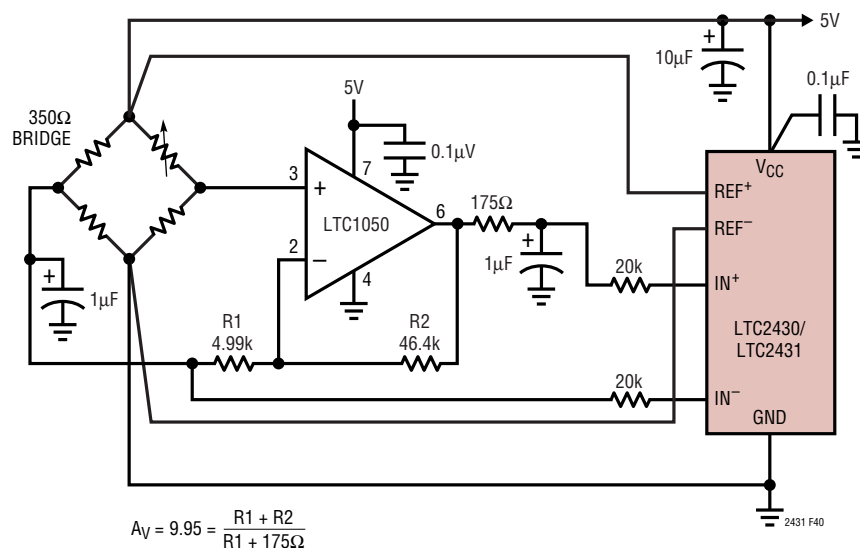 5V
10µF
+
0.1µF
350Ω
BRIDGE
5V
0.1µV
7
3
+
LTC1050
6
2
–
4
175Ω
+
1µF
+
1µF
R1
4.99k
R2
46.4k
20k
20k
VCC
REF+
REF–
IN+
LTC2430/
LTC2431
IN–
GND
2431 F40
AV = 9.95 = R1 + R2
R1 + 175Ω